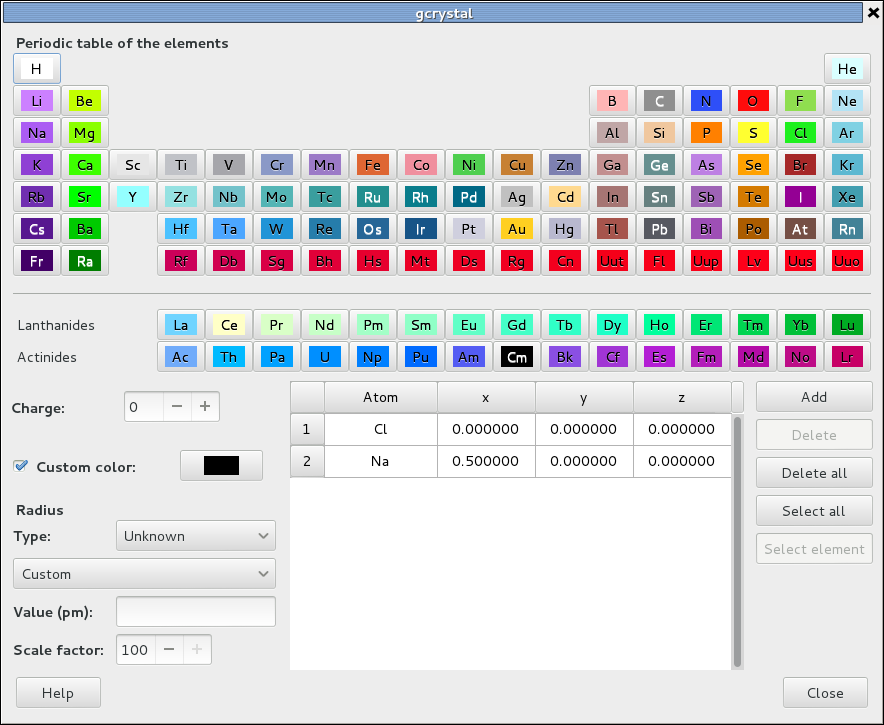 gcrystal
Periodic table of the elements
H He
Li Be B C N O F Ne
Na Mg Al Si P S Cl Ar
K Ca Sc Ti V Cr Mn Fe Co Ni Cu Zn Ga Ge As Se Br Kr
Rb Sr Y Zr Nb Mo Tc Ru Rh Pd Ag Cd In Sn Sb Te I Xe
Cs Ba Hf Ta W Re Os Ir Pt Au Hg Tl Pb Bi Po At Rn
Fr Ra Rf Db Sg Bh Hs Mt Ds Rg Cn Uut Fl Uup Lv Uus Uuo
Lanthanides La Ce Pr Nd Pm Sm Eu Gd Tb Dy Ho Er Tm Yb Lu
Actinides Ac Th Pa U Np Pu Am Cm Bk Cf Es Fm Md No Lr
Charge: 0 − +
Custom color:
Radius
Type: Unknown
Custom
Value (pm):
Scale factor: 100 − +
Atom x y z
1 Cl 0.000000 0.000000 0.000000
2 Na 0.500000 0.000000 0.000000
Add
Delete
Delete all
Select all
Select element
Help Close